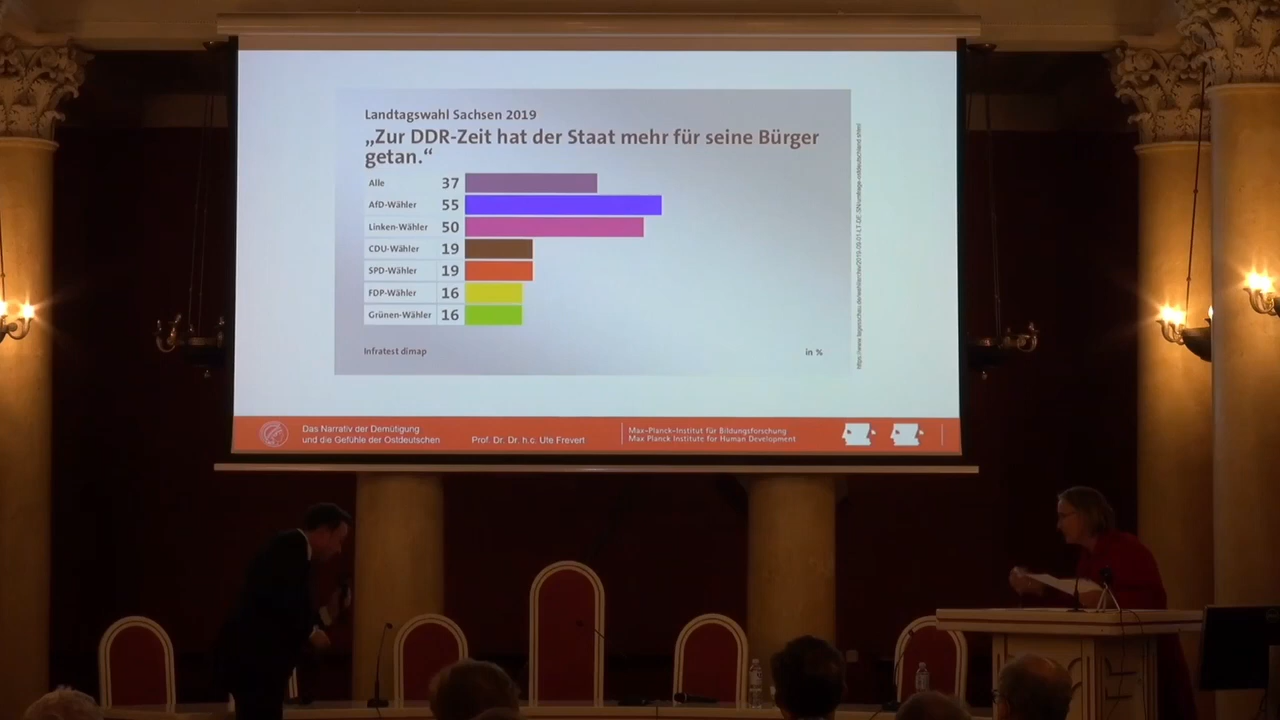 Landtagswahl Sachsen 2019
„Zur DDR-Zeit hat der Staat mehr für seine Bürger
getan.“
Alle 37
AfD-Wähler 55
Linken-Wähler 50
CDU-Wähler 19
SPD-Wähler 19
FDP-Wähler 16
Grünen-Wähler 16
Infratest dimap in %
Das Narrativ der Demütigung
und die Gefühle der Ostdeutschen
Prof. Dr. Dr. h.c. Ute Frevert
Max-Planck-Institut für Bildungsforschung
Max Planck Institute for Human Development